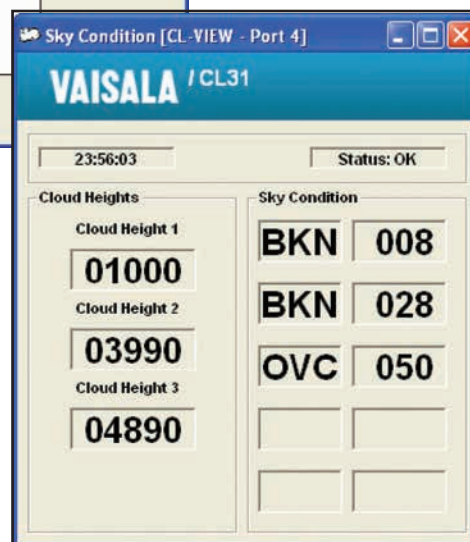 Sky Condition [CL-VIEW - Port 4]
VAISALA / CL31
23:56:03 Status: OK
Cloud Heights
Cloud Height 1
01000
Cloud Height 2
03990
Cloud Height 3
04890
Sky Condition
BKN 008
BKN 028
OVC 050